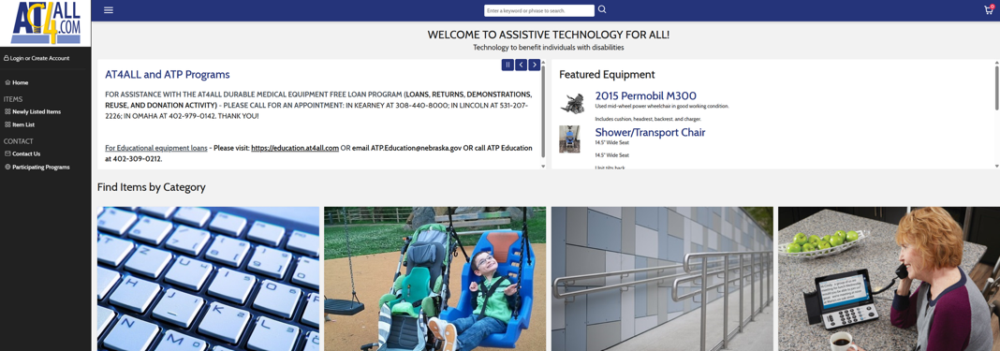 AT4ALL
.COM
Enter a keyword or phrase to search.
0
Login or Create Account
Home
ITEMS
Newly Listed Items
Item List
CONTACT
Contact Us
Participating Programs
WELCOME TO ASSISTIVE TECHNOLOGY FOR ALL!
Technology to benefit individuals with disabilities
AT4ALL and ATP Programs
FOR ASSISTANCE WITH THE AT4ALL DURABLE MEDICAL EQUIPMENT FREE LOAN PROGRAM (LOANS, RETURNS, DEMONSTRATIONS,
REUSE, AND DONATION ACTIVITY) - PLEASE CALL FOR AN APPOINTMENT: IN KEARNEY AT 308-440-8000; IN LINCOLN AT 531-207-
2226; IN OMAHA AT 402-979-0142. THANK YOU!
For Educational equipment loans - Please visit: https://education.at4all.com OR email ATP.Education@nebraska.gov OR call ATP Education
at 402-309-0212.
Featured Equipment
2015 Permobil M300
Used mid-wheel power wheelchair in good working condition.
Includes cushion, headrest, backrest, and charger.
Shower/Transport Chair
14.5" Wide Seat
14.5" Wide Seat
Unit tilts back
Find Items by Category